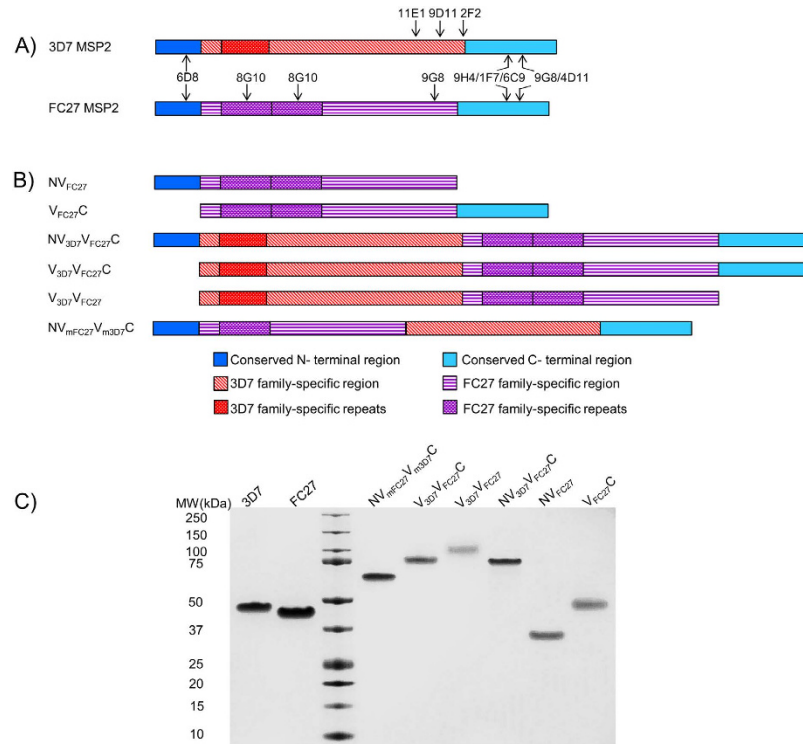 A)
11E1 9D11 2F2
3D7 MSP2
6D8 8G10 8G10 9G8 9H4/1F7/6C9 9G8/4D11
FC27 MSP2
B)
NVFC27
VFC27C
NV3D7VFC27C
V3D7VFC27C
V3D7VFC27
NVmFC27Vm3D7C
Conserved N- terminal region
Conserved C- terminal region
3D7 family-specific region
FC27 family-specific region
3D7 family-specific repeats
FC27 family-specific repeats
C)
MW(kDa)
3D7
FC27
NVmFC27Vm3D7C
V3D7VFC27C
V3D7VFC27
NV3D7VFC27C
NVFC27
VFC27C
250
150
100
75
50
37
25
20
15
10